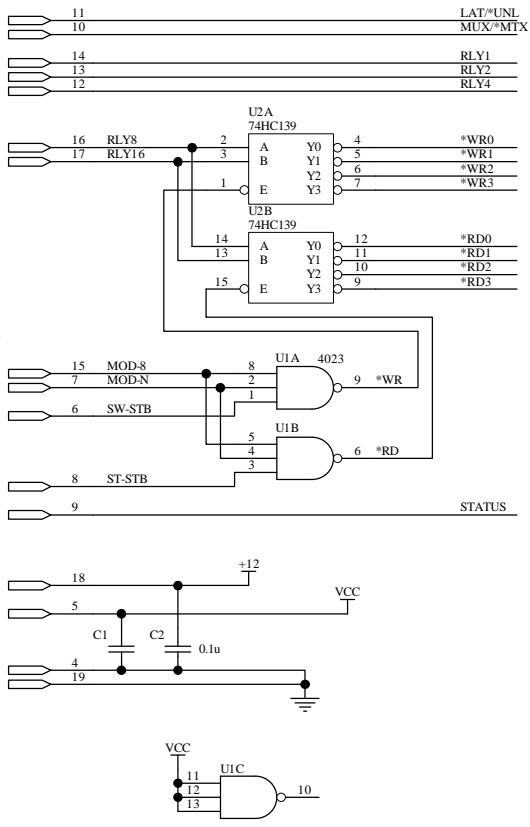 11 LAT/*UNL
10 MUX/*MTX
14 RLY1
13 RLY2
12 RLY4
U2A
74HC139
16 RLY8 2 A Y0 4 *WR0
17 RLY16 3 B Y1 5 *WR1
Y2 6 *WR2
1 E Y3 7 *WR3
U2B
74HC139
14 A Y0 12 *RD0
13 B Y1 11 *RD1
Y2 10 *RD2
15 E Y3 9 *RD3
U1A 4023
15 MOD-8 8
7 MOD-N 2 9 *WR
6 SW-STB 1
U1B
5
4 6 *RD
3
8 ST-STB
9 STATUS
+12
18
VCC
5
C1 C2
0.1u
4
19
VCC
U1C
11
12 10
13